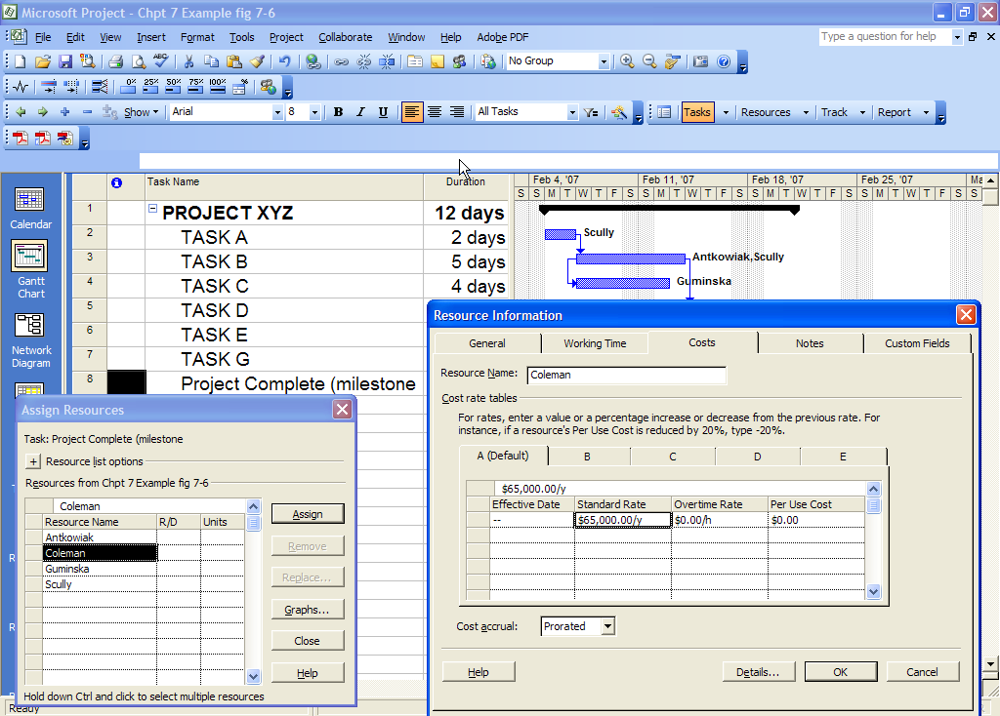 Microsoft Project - Chpt 7 Example fig 7-6
File Edit View Insert Format Tools Project Collaborate Window Help Adobe PDF
Type a question for help
No Group
0% 25% 50% 75% 100%
Show Arial 8 B I U All Tasks Tasks Resources Track Report
Task Name Duration Feb 4, '07 Feb 11, '07 Feb 18, '07 Feb 25, '07 Ma
S S M T W T F S S M T W T F S S M T W T F S S M T W T F S S
1 PROJECT XYZ 12 days
2 TASK A 2 days Scully
3 TASK B 5 days Antkowiak,Scully
4 TASK C 4 days Guminska
5 TASK D
6 TASK E
7 TASK G
8 Project Complete (milestone
Calendar
Gantt
Chart
Network
Diagram
R
R
Ready
Assign Resources
Task: Project Complete (milestone
+ Resource list options
Resources from Chpt 7 Example fig 7-6
Coleman
Resource Name R/D Units
Antkowiak
Coleman
Guminska
Scully
Assign
Remove
Replace...
Graphs...
Close
Help
Hold down Ctrl and click to select multiple resources
Resource Information
General Working Time Costs Notes Custom Fields
Resource Name: Coleman
Cost rate tables
For rates, enter a value or a percentage increase or decrease from the previous rate. For
instance, if a resource's Per Use Cost is reduced by 20%, type -20%.
A (Default) B C D E
$65,000.00/y
Effective Date Standard Rate Overtime Rate Per Use Cost
-- $65,000.00/y $0.00/h $0.00
Cost accrual: Prorated
Help Details... OK Cancel